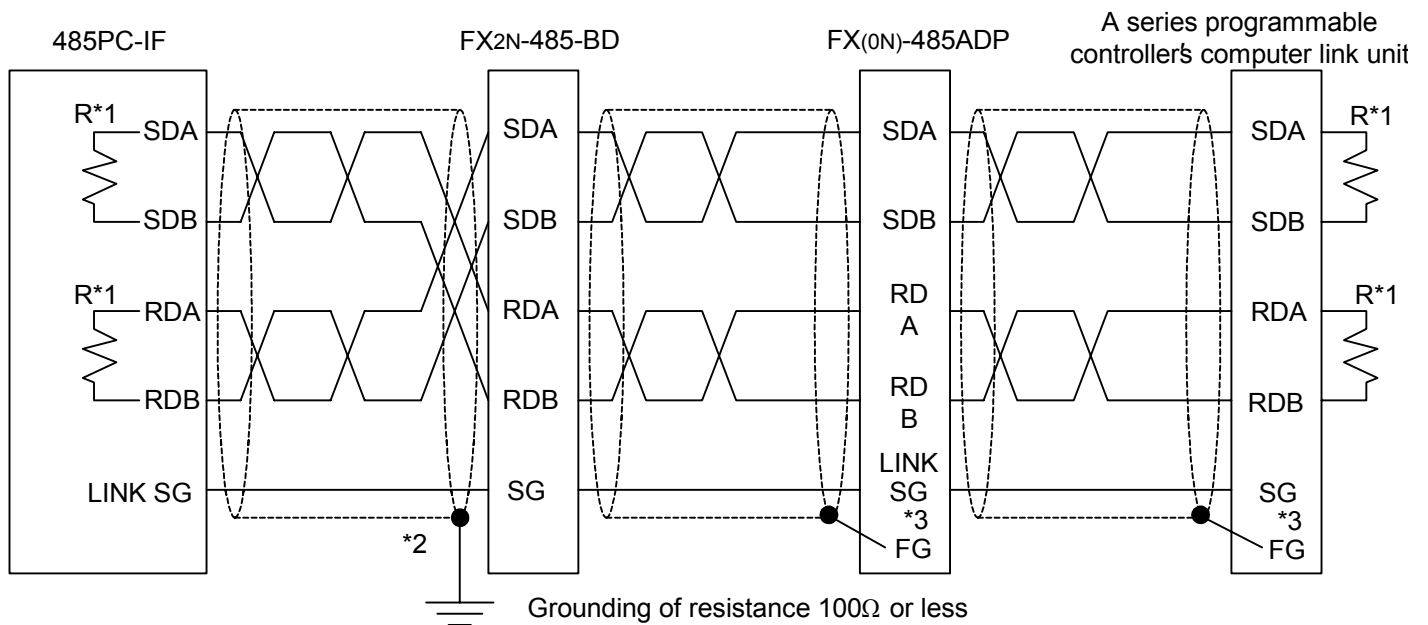 485PC-IF
FX2N-485-BD
FX(0N)-485ADP
A series programmable
controller's computer link unit
R*1
SDA
SDB
R*1
RDA
RDB
LINK SG
*2
SDA
SDB
RDA
RDB
SG
SDA
SDB
RD
A
RD
B
LINK
SG
*3
FG
SDA
SDB
RDA
RDB
SG
*3
FG
R*1
R*1
Grounding of resistance 100Ω or less